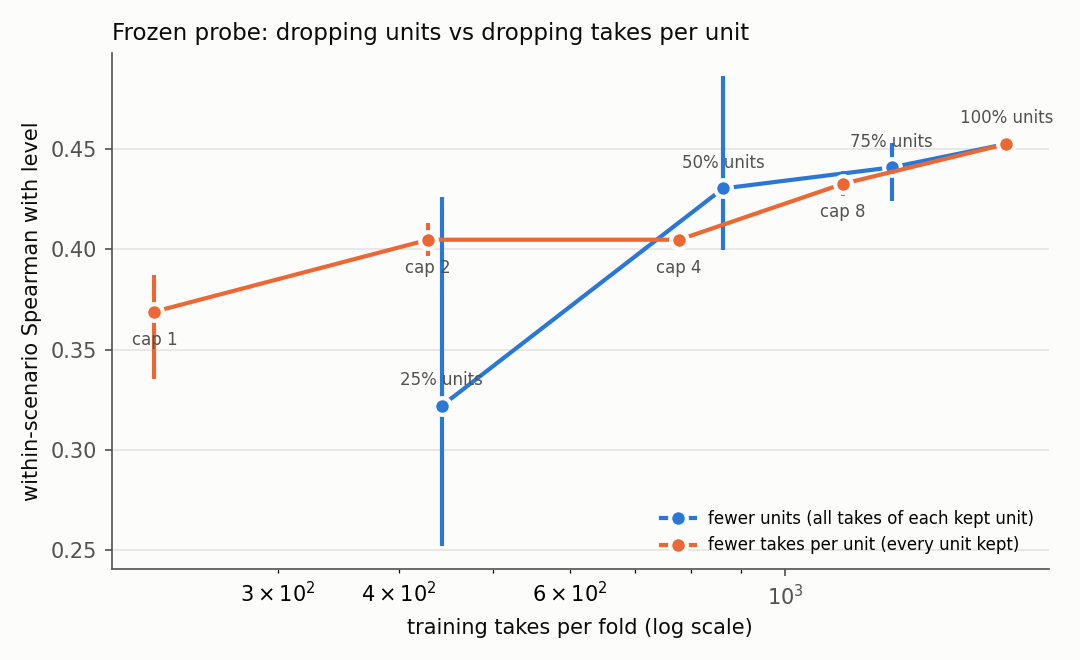 Frozen probe: dropping units vs dropping takes per unit
within-scenario Spearman with level
0.45
0.40
0.35
0.30
0.25
100% units
75% units
50% units
25% units
cap 8
cap 4
cap 2
cap 1
fewer units (all takes of each kept unit)
fewer takes per unit (every unit kept)
3 × 10²
4 × 10²
6 × 10²
10³
training takes per fold (log scale)